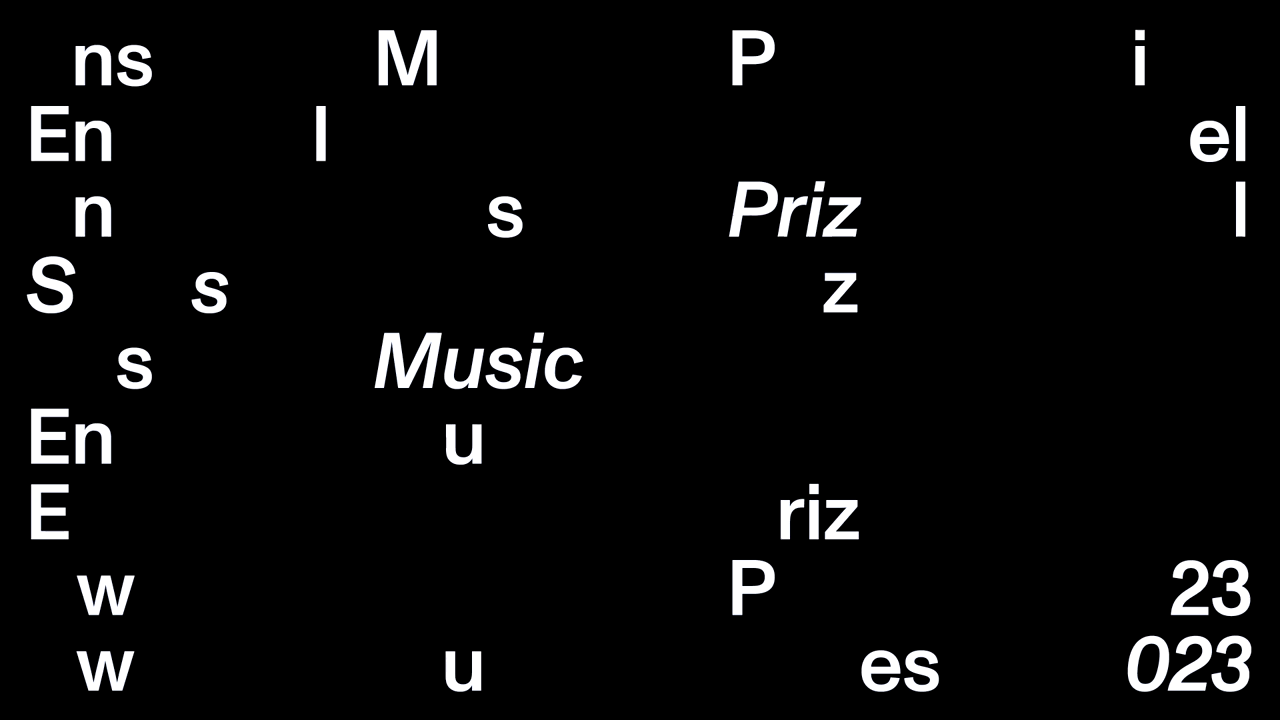 ns M P i
En l el
n s Priz l
S s z
s Music
En u
E riz
w P 23
w u es 023